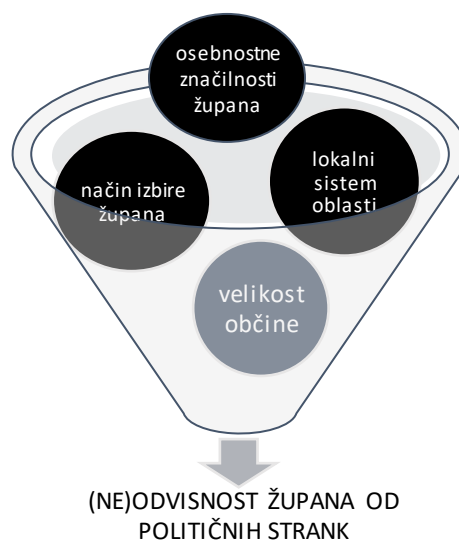 osebnostne
značilnosti
župana
način izbire
župana
lokalni
sistem
oblasti
velikost
občine
(NE)ODVISNOST ŽUPANA OD
POLITIČNIH STRANK